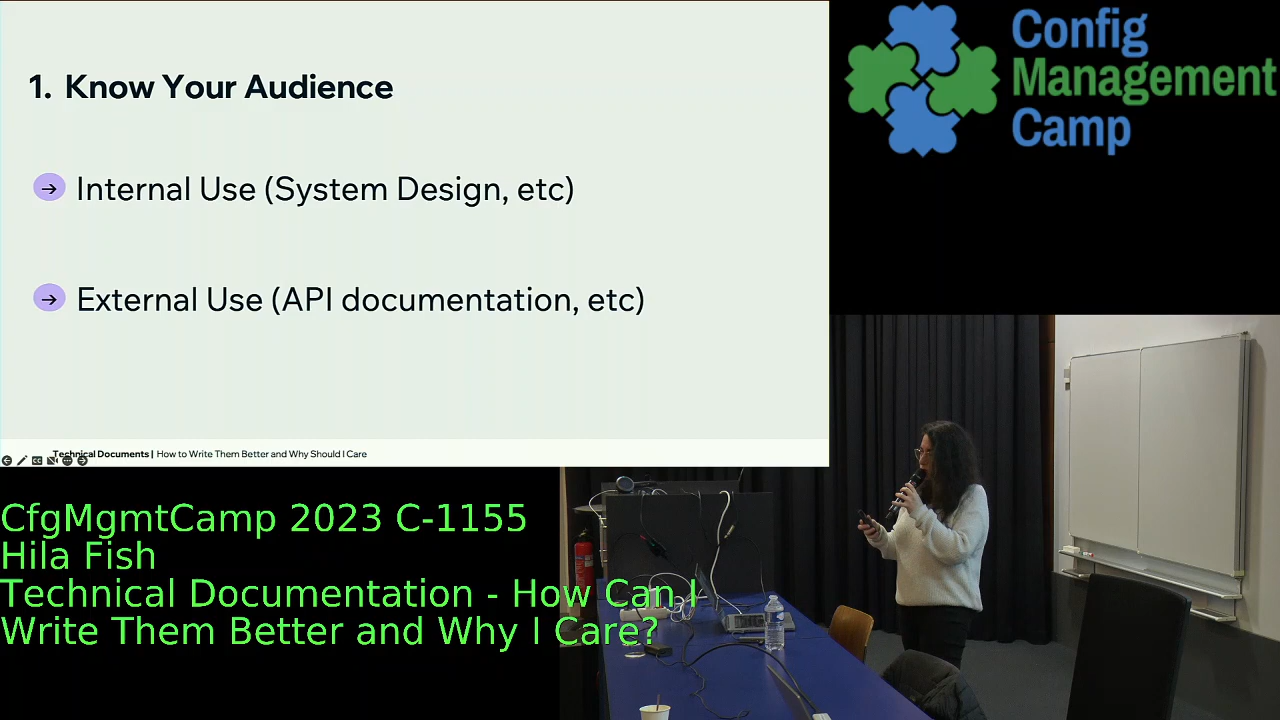 1. Know Your Audience
→ Internal Use (System Design, etc)
→ External Use (API documentation, etc)
Technical Documents | How to Write Them Better and Why Should I Care
Config
Management
Camp
CfgMgmtCamp 2023 C-1155
Hila Fish
Technical Documentation - How Can I
Write Them Better and Why I Care?